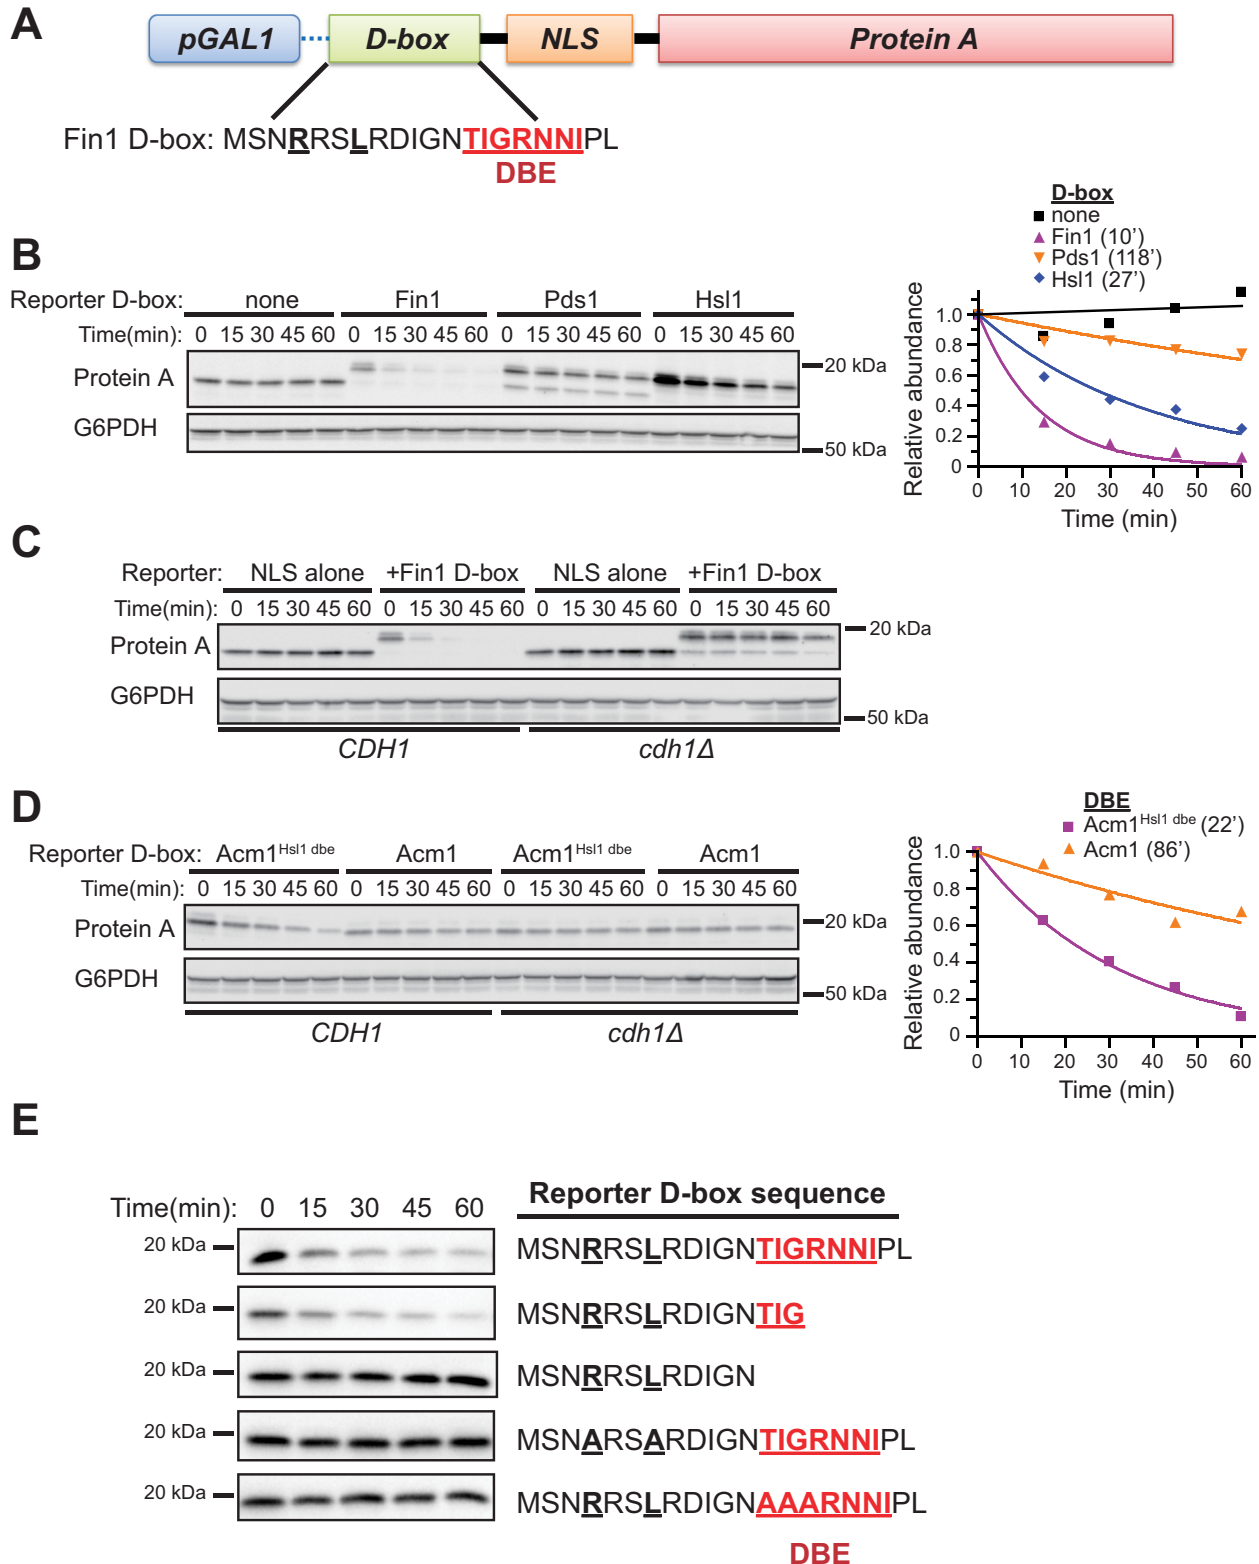 A
pGAL1 D-box NLS Protein A
Fin1 D-box: MSNRRSLRDIGNTIGRNNIPL
DBE
B
Reporter D-box: none Fin1 Pds1 Hsl1
Time(min): 0 15 30 45 60 0 15 30 45 60 0 15 30 45 60 0 15 30 45 60
Protein A
20 kDa
G6PDH
50 kDa
D-box
none
Fin1 (10')
Pds1 (118')
Hsl1 (27')
Relative abundance
1.0
0.8
0.6
0.4
0.2
0
0 10 20 30 40 50 60
Time (min)
C
Reporter: NLS alone +Fin1 D-box NLS alone +Fin1 D-box
Time(min): 0 15 30 45 60 0 15 30 45 60 0 15 30 45 60 0 15 30 45 60
Protein A
20 kDa
G6PDH
50 kDa
CDH1 cdh1Δ
D
Reporter D-box: Acm1Hsl1 dbe Acm1 Acm1Hsl1 dbe Acm1
Time(min): 0 15 30 45 60 0 15 30 45 60 0 15 30 45 60 0 15 30 45 60
Protein A
20 kDa
G6PDH
50 kDa
CDH1 cdh1Δ
DBE
Acm1Hsl1 dbe (22')
Acm1 (86')
Relative abundance
1.0
0.8
0.6
0.4
0.2
0
0 10 20 30 40 50 60
Time (min)
E
Time(min): 0 15 30 45 60 Reporter D-box sequence
20 kDa MSNRRSLRDIGNTIGRNNIPL
20 kDa MSNRRSLRDIGNTIG
20 kDa MSNRRSLRDIGN
20 kDa MSNARSARDIGNTIGRNNIPL
20 kDa MSNRRSLRDIGNAAARNNIPL
DBE